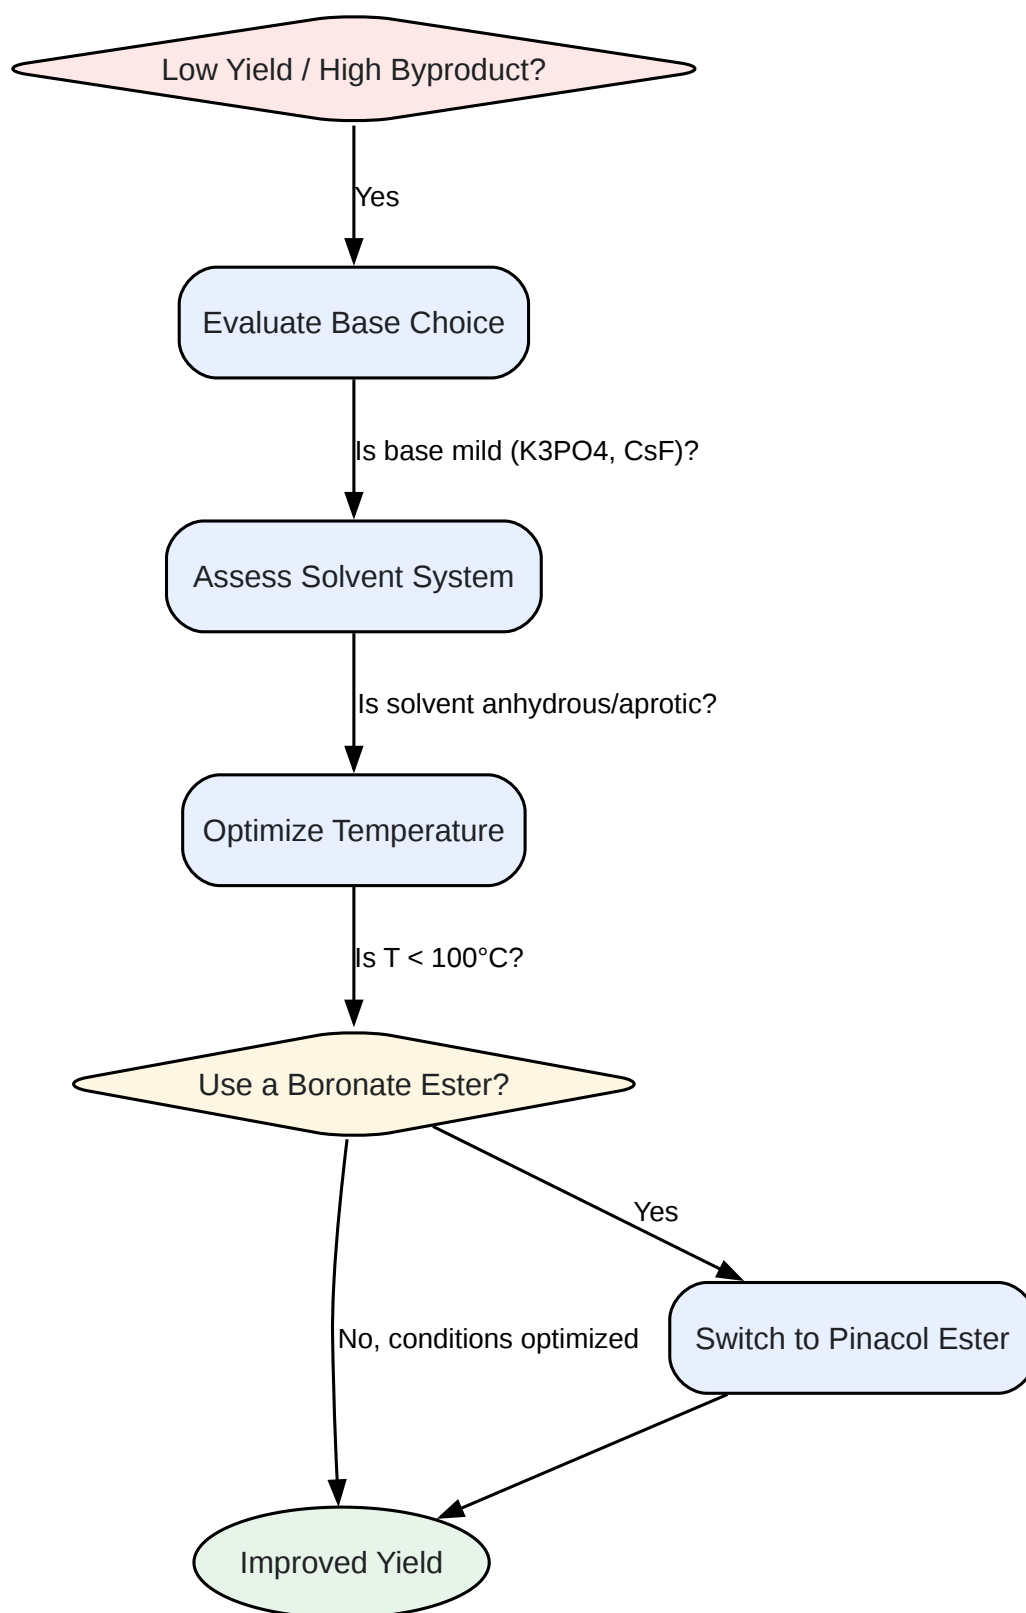 Low Yield / High Byproduct?
Yes
Evaluate Base Choice
Is base mild (K3PO4, CsF)?
Assess Solvent System
Is solvent anhydrous/aprotic?
Optimize Temperature
Is T < 100°C?
Use a Boronate Ester?
Yes
No, conditions optimized
Switch to Pinacol Ester
Improved Yield